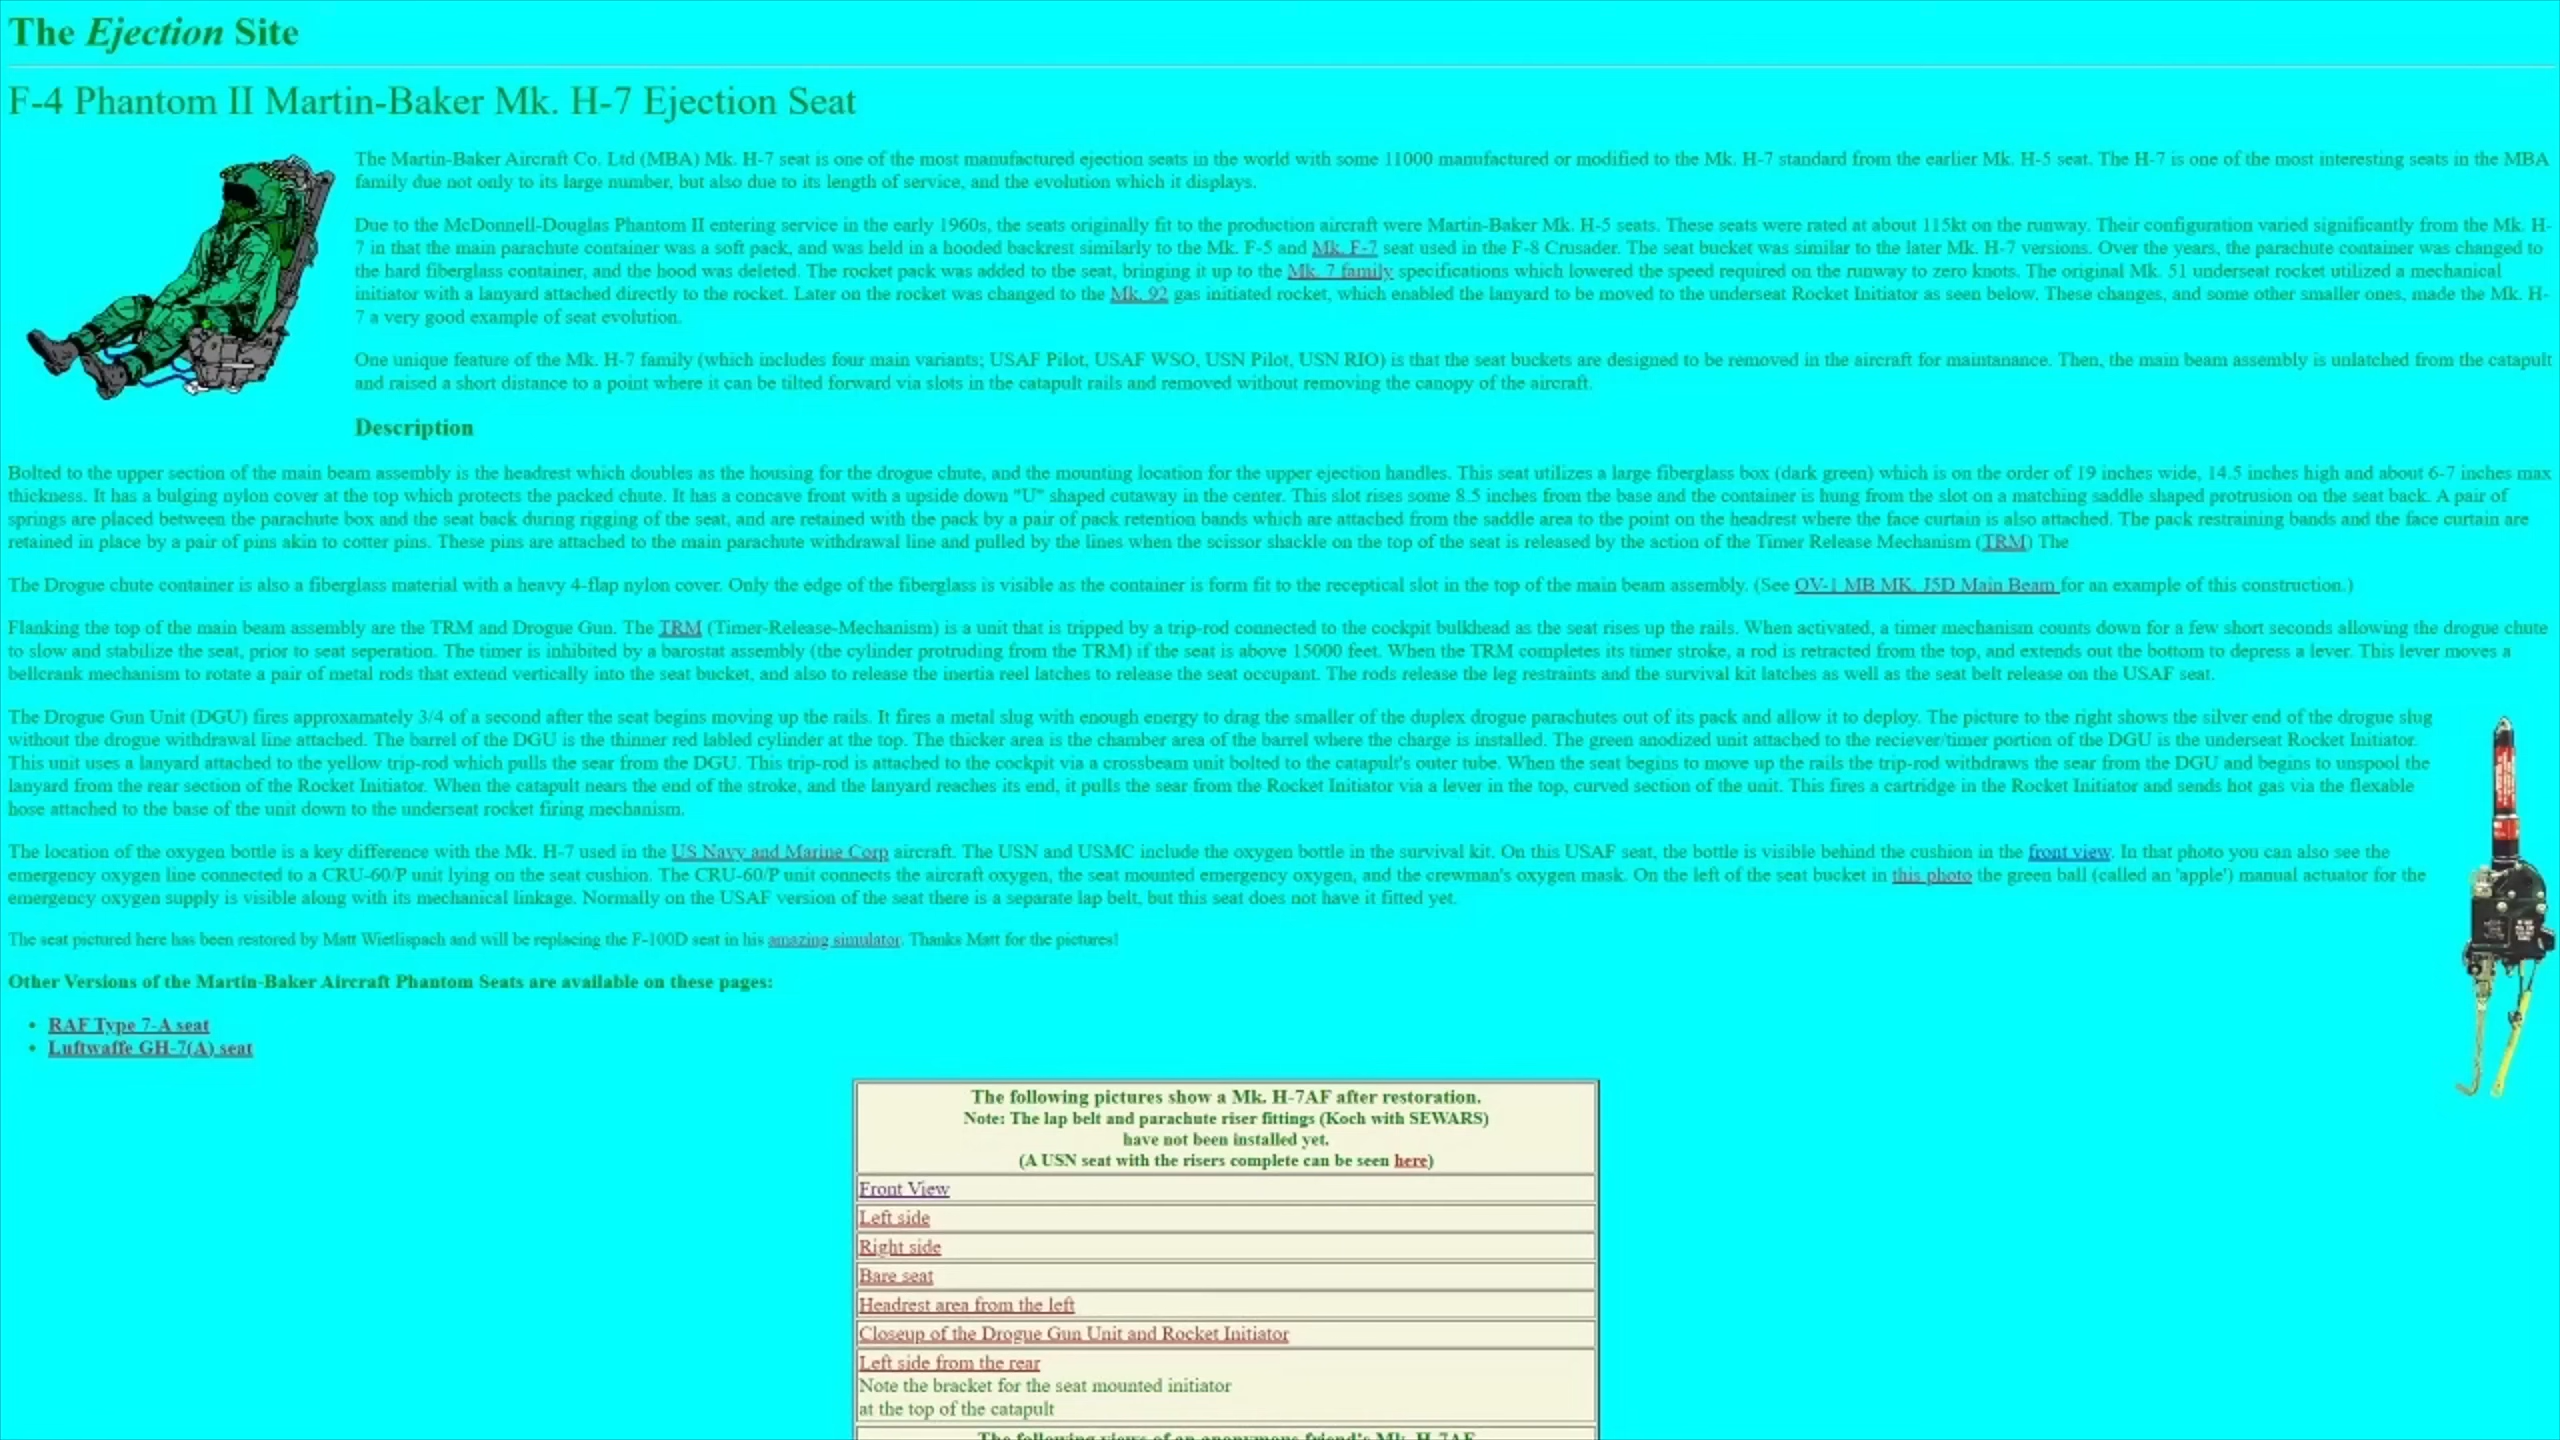 The Ejection Site
F-4 Phantom II Martin-Baker Mk. H-7 Ejection Seat
The Martin-Baker Aircraft Co. Ltd (MBA) Mk. H-7 seat is one of the most manufactured ejection seats in the world with some 11000 manufactured or modified to the Mk. H-7 standard from the earlier Mk. H-5 seat. The H-7 is one of the most interesting seats in the MBA
family due not only to its large number, but also due to its length of service, and the evolution which it displays.
Due to the McDonnell-Douglas Phantom II entering service in the early 1960s, the seats originally fit to the production aircraft were Martin-Baker Mk. H-5 seats. These seats were rated at about 115kt on the runway. Their configuration varied significantly from the Mk. H-
7 in that the main parachute container was a soft pack, and was held in a hooded backrest similarly to the Mk. F-5 and Mk. F-7 seat used in the F-8 Crusader. The seat bucket was similar to the later Mk. H-7 versions. Over the years, the parachute container was changed to
the hard fiberglass container, and the hood was deleted. The rocket pack was added to the seat, bringing it up to the Mk. 7 family specifications which lowered the speed required on the runway to zero knots. The original Mk. 51 underseat rocket utilized a mechanical
initiator with a lanyard attached directly to the rocket. Later on the rocket was changed to the Mk. 92 gas initiated rocket, which enabled the lanyard to be moved to the underseat Rocket Initiator as seen below. These changes, and some other smaller ones, made the Mk. H-
7 a very good example of seat evolution.
One unique feature of the Mk. H-7 family (which includes four main variants; USAF Pilot, USAF WSO, USN Pilot, USN RIO) is that the seat buckets are designed to be removed in the aircraft for maintanance. Then, the main beam assembly is unlatched from the catapult
and raised a short distance to a point where it can be tilted forward via slots in the catapult rails and removed without removing the canopy of the aircraft.
Description
Bolted to the upper section of the main beam assembly is the headrest which doubles as the housing for the drogue chute, and the mounting location for the upper ejection handles. This seat utilizes a large fiberglass box (dark green) which is on the order of 19 inches wide, 14.5 inches high and about 6-7 inches max
thickness. It has a bulging nylon cover at the top which protects the packed chute. It has a concave front with a upside down "U" shaped cutaway in the center. This slot rises some 8.5 inches from the base and the container is hung from the slot on a matching saddle shaped protrusion on the seat back. A pair of
springs are placed between the parachute box and the seat back during rigging of the seat, and are retained with the pack by a pair of pack retention bands which are attached from the saddle area to the point on the headrest where the face curtain is also attached. The pack restraining bands and the face curtain are
retained in place by a pair of pins akin to cotter pins. These pins are attached to the main parachute withdrawal line and pulled by the lines when the scissor shackle on the top of the seat is released by the action of the Timer Release Mechanism (TRM) The
The Drogue chute container is also a fiberglass material with a heavy 4-flap nylon cover. Only the edge of the fiberglass is visible as the container is form fit to the receptical slot in the top of the main beam assembly. (See OV-1 MB MK. J5D Main Beam for an example of this construction.)
Flanking the top of the main beam assembly are the TRM and Drogue Gun. The TRM (Timer-Release-Mechanism) is a unit that is tripped by a trip-rod connected to the cockpit bulkhead as the seat rises up the rails. When activated, a timer mechanism counts down for a few short seconds allowing the drogue chute
to slow and stabilize the seat, prior to seat seperation. The timer is inhibited by a barostat assembly (the cylinder protruding from the TRM) if the seat is above 15000 feet. When the TRM completes its timer stroke, a rod is retracted from the top, and extends out the bottom to depress a lever. This lever moves a
bellcrank mechanism to rotate a pair of metal rods that extend vertically into the seat bucket, and also to release the inertia reel latches to release the seat occupant. The rods release the leg restraints and the survival kit latches as well as the seat belt release on the USAF seat.
The Drogue Gun Unit (DGU) fires approxamately 3/4 of a second after the seat begins moving up the rails. It fires a metal slug with enough energy to drag the smaller of the duplex drogue parachutes out of its pack and allow it to deploy. The picture to the right shows the silver end of the drogue slug
without the drogue withdrawal line attached. The barrel of the DGU is the thinner red labled cylinder at the top. The thicker area is the chamber area of the barrel where the charge is installed. The green anodized unit attached to the reciever/timer portion of the DGU is the underseat Rocket Initiator.
This unit uses a lanyard attached to the yellow trip-rod which pulls the sear from the DGU. This trip-rod is attached to the cockpit via a crossbeam unit bolted to the catapult's outer tube. When the seat begins to move up the rails the trip-rod withdraws the sear from the DGU and begins to unspool the
lanyard from the rear section of the Rocket Initiator. When the catapult nears the end of the stroke, and the lanyard reaches its end, it pulls the sear from the Rocket Initiator via a lever in the top, curved section of the unit. This fires a cartridge in the Rocket Initiator and sends hot gas via the flexable
hose attached to the base of the unit down to the underseat rocket firing mechanism.
The location of the oxygen bottle is a key difference with the Mk. H-7 used in the US Navy and Marine Corp aircraft. The USN and USMC include the oxygen bottle in the survival kit. On this USAF seat, the bottle is visible behind the cushion in the front view. In that photo you can also see the
emergency oxygen line connected to a CRU-60/P unit lying on the seat cushion. The CRU-60/P unit connects the aircraft oxygen, the seat mounted emergency oxygen, and the crewman's oxygen mask. On the left of the seat bucket in this photo the green ball (called an 'apple') manual actuator for the
emergency oxygen supply is visible along with its mechanical linkage. Normally on the USAF version of the seat there is a separate lap belt, but this seat does not have it fitted yet.
The seat pictured here has been restored by Matt Wietlispach and will be replacing the F-100D seat in his amazing simulator. Thanks Matt for the pictures!
Other Versions of the Martin-Baker Aircraft Phantom Seats are available on these pages:
• RAF Type 7-A seat
• Luftwaffe GH-7(A) seat
The following pictures show a Mk. H-7AF after restoration.
Note: The lap belt and parachute riser fittings (Koch with SEWARS)
have not been installed yet.
(A USN seat with the risers complete can be seen here)
Front View
Left side
Right side
Bare seat
Headrest area from the left
Closeup of the Drogue Gun Unit and Rocket Initiator
Left side from the rear
Note the bracket for the seat mounted initiator
at the top of the catapult
The following views of an anonymous friend's Mk. H-7AF